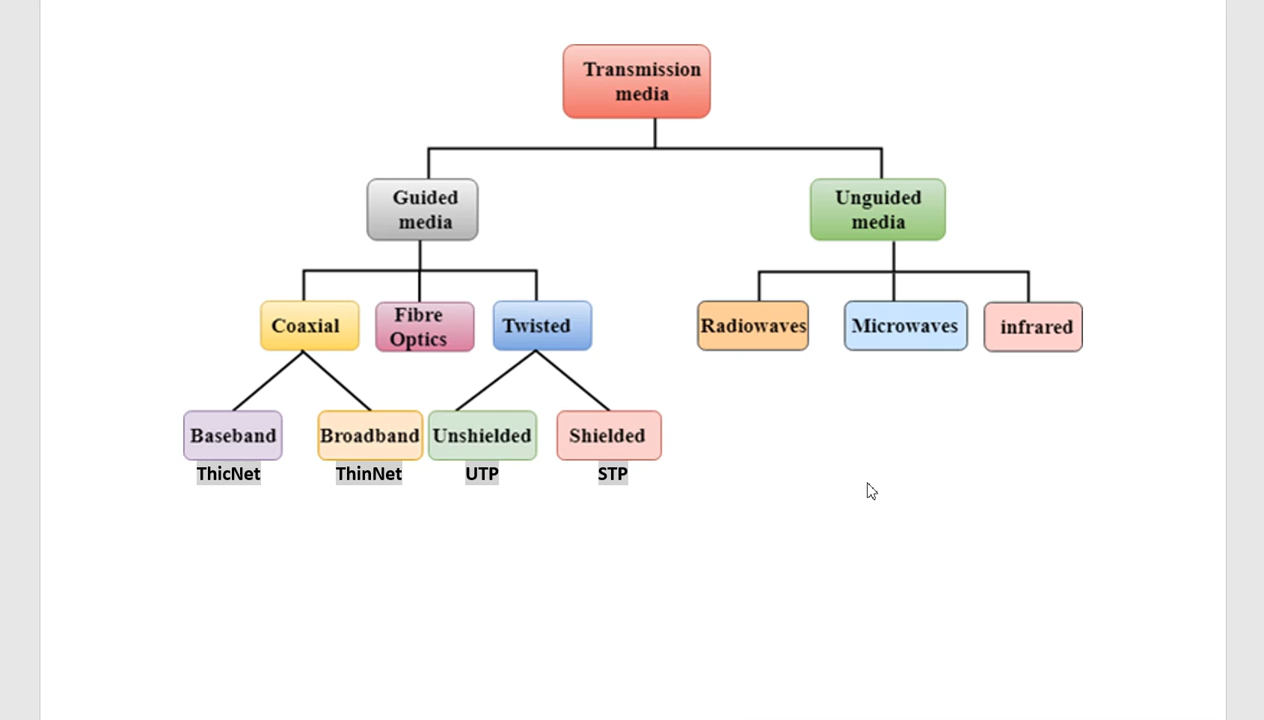 Transmission
media
Guided
media
Unguided
media
Coaxial
Fibre
Optics
Twisted
Radiowaves
Microwaves
infrared
Baseband
Broadband
Unshielded
Shielded
ThicNet
ThinNet
UTP
STP